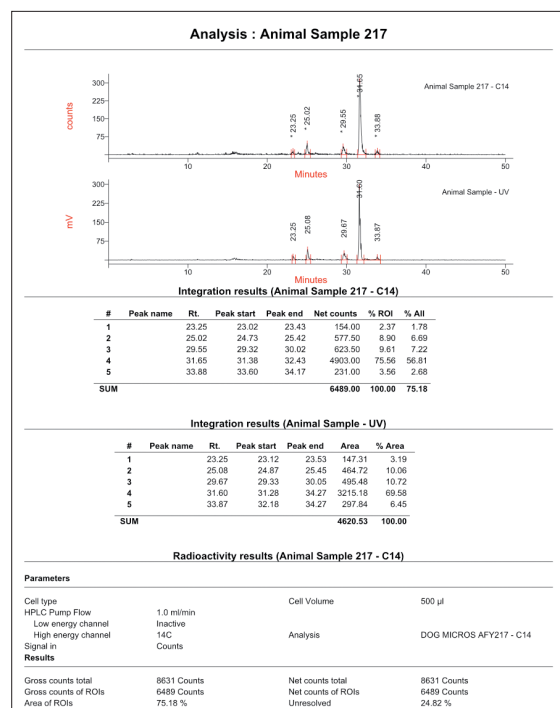 Analysis : Animal Sample 217
Animal Sample 217 - C14
counts
300
225
150
75
* 23.25
* 25.02
* 29.55
* 31.65
* 33.88
10 20 30 40 50
Minutes
Animal Sample - UV
mV
300
225
150
75
23.25
25.08
29.67
31.60
33.87
10 20 30 40 50
Minutes
Integration results (Animal Sample 217 - C14)
# Peak name Rt. Peak start Peak end Net counts % ROI % All
1 23.25 23.02 23.43 154.00 2.37 1.78
2 25.02 24.73 25.42 577.50 8.90 6.69
3 29.55 29.32 30.02 623.50 9.61 7.22
4 31.65 31.38 32.43 4903.00 75.56 56.81
5 33.88 33.60 34.17 231.00 3.56 2.68
SUM 6489.00 100.00 75.18
Integration results (Animal Sample - UV)
# Peak name Rt. Peak start Peak end Area % Area
1 23.25 23.12 23.53 147.31 3.19
2 25.08 24.87 25.45 464.72 10.06
3 29.67 29.33 30.05 495.48 10.72
4 31.60 31.28 34.27 3215.18 69.58
5 33.87 32.18 34.27 297.84 6.45
SUM 4620.53 100.00
Radioactivity results (Animal Sample 217 - C14)
Parameters
Cell type Cell Volume 500 µl
HPLC Pump Flow 1.0 ml/min
Low energy channel Inactive
High energy channel 14C Analysis DOG MICROS AFY217 - C14
Signal in Counts
Results
Gross counts total 8631 Counts Net counts total 8631 Counts
Gross counts of ROIs 6489 Counts Net counts of ROIs 6489 Counts
Area of ROIs 75.18 % Unresolved 24.82 %